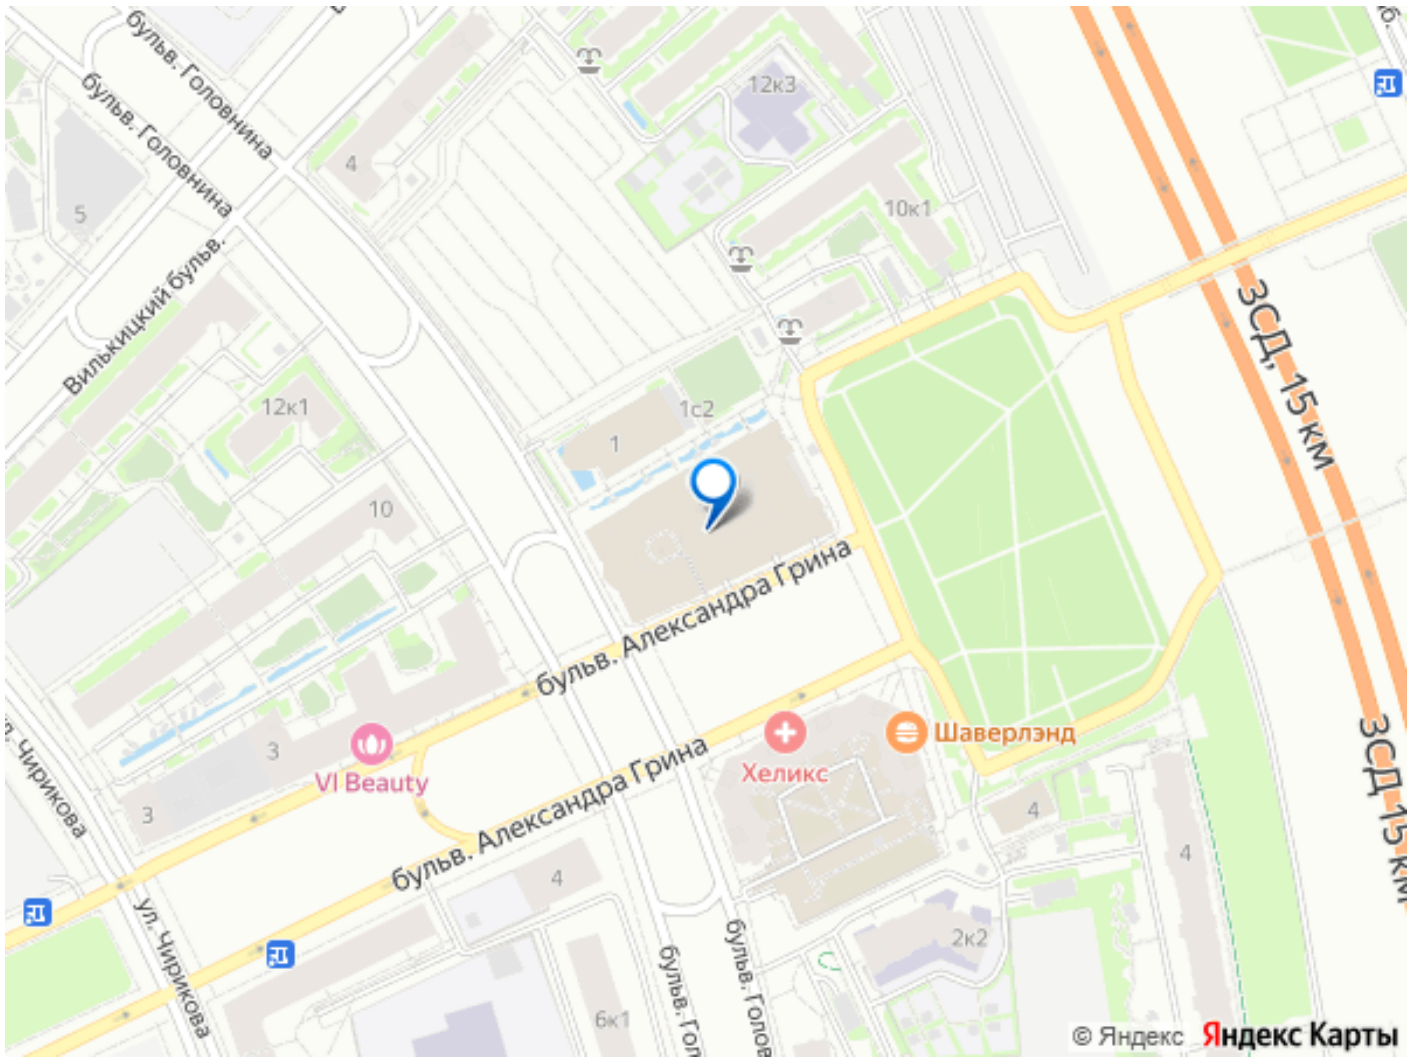 бульв. Головнина
бульв. Головнина
12к3
4
5
10к1
Вилькицкий бульв.
ЗСД, 15 км
12к1
1с2
1
10
бульв. Александра Грина
Шаверлэнд
Хеликс
VI Beauty
3
3
бульв. Александра Грина
ЗСД 15 км
4
4
4
Чирикова
ул. Чирикова
2к2
6к1
бульв. Гол
бульв. Голов
© Яндекс Яндекс Карты